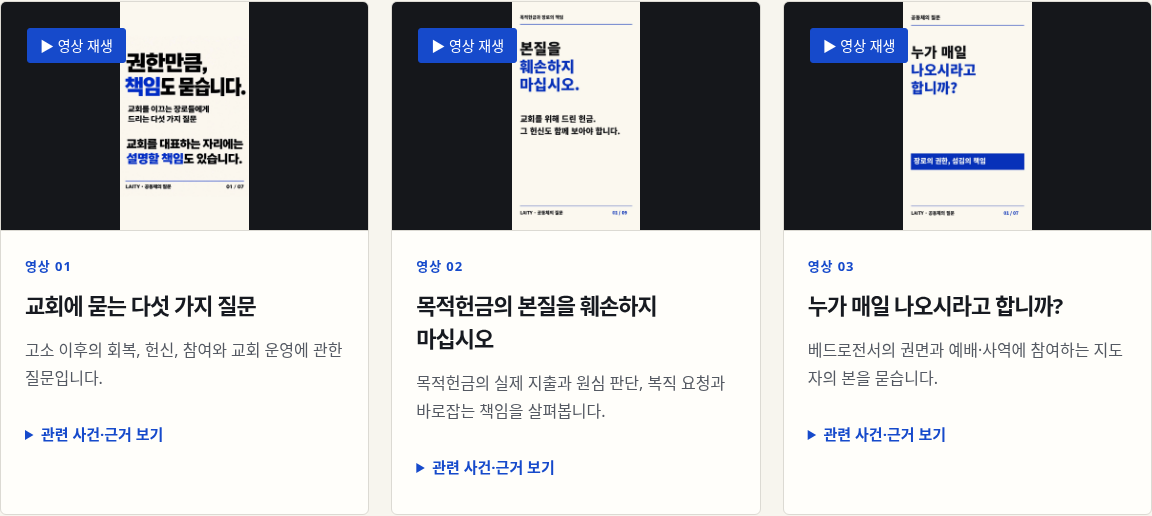 ▶ 영상 재생
권한만큼,
책임도 묻습니다.
교회를 이끄는 장로들에게
드리는 다섯 가지 질문
교회를 대표하는 자리에는
설명할 책임도 있습니다.
LAITY · 공동체의 질문 01 / 07
영상 01
교회에 묻는 다섯 가지 질문
고소 이후의 회복, 헌신, 참여와 교회 운영에 관한
질문입니다.
▶ 관련 사건·근거 보기
목적헌금과 장로의 책임
▶ 영상 재생
본질을
훼손하지
마십시오.
교회를 위해 드린 헌금.
그 헌신도 함께 보아야 합니다.
LAITY · 공동체의 질문
영상 02
목적헌금의 본질을 훼손하지
마십시오
목적헌금의 실제 지출과 원심 판단, 복직 요청과
바로잡는 책임을 살펴봅니다.
▶ 관련 사건·근거 보기
공동체의 질문
▶ 영상 재생
누가 매일
나오시라고
합니까?
장로의 권한, 섬김의 책임
LAITY · 공동체의 질문 01 / 07
영상 03
누가 매일 나오시라고 합니까?
베드로전서의 권면과 예배·사역에 참여하는 지도
자의 본을 묻습니다.
▶ 관련 사건·근거 보기